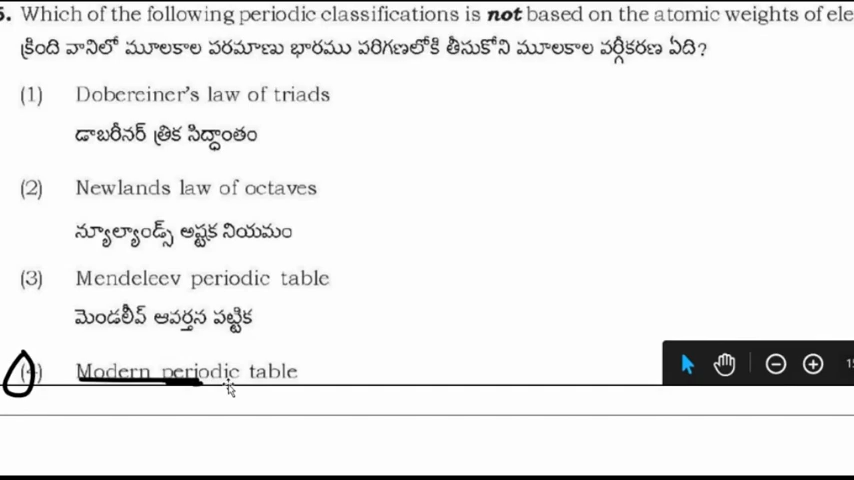 5. Which of the following periodic classifications is not based on the atomic weights of ele
క్రింది వానిలో మూలకాల పరమాణు భారము పరిగణలోకి తీసుకోని మూలకాల వర్గీకరణ ఏది?
(1) Dobereiner's law of triads
డాబరీనర్ త్రిక సిద్ధాంతం
(2) Newlands law of octaves
న్యూల్యాండ్స్ అష్టక నియమం
(3) Mendeleev periodic table
మెండలీవ్ ఆవర్తన పట్టిక
(4) Modern periodic table